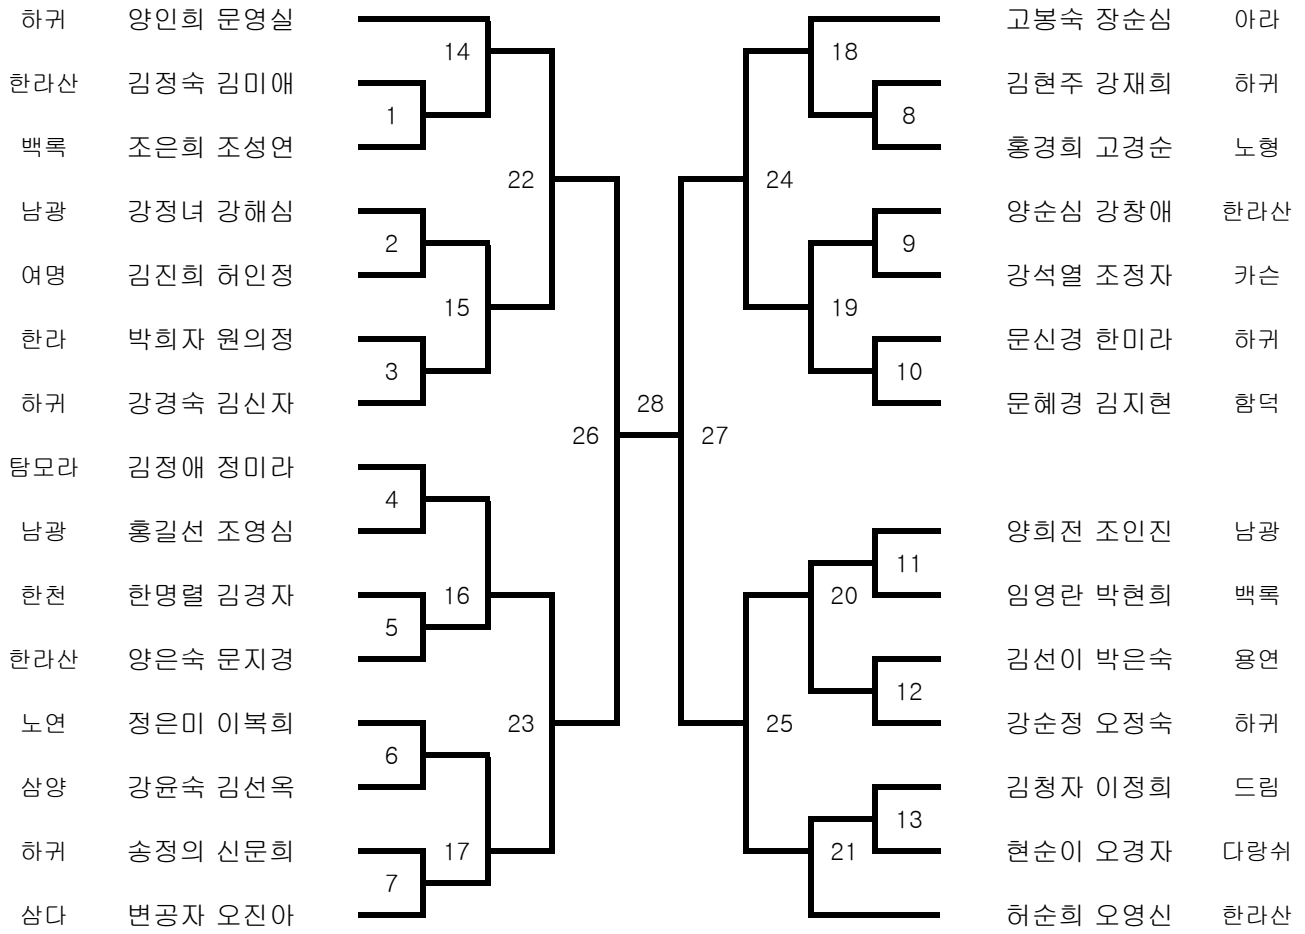 하귀 양인희 문영실 고봉숙 장순심 아라
14 18
한라산 김정숙 김미애 김현주 강재희 하귀
1 8
백록 조은희 조성연 홍경희 고경순 노형
22 24
남광 강정녀 강해심 양순심 강창애 한라산
2 9
여명 김진희 허인정 강석열 조정자 카슨
15 19
한라 박희자 원의정 문신경 한미라 하귀
3 10
하귀 강경숙 김신자 28 문혜경 김지현 함덕
26 27
탐모라 김정애 정미라
4
남광 홍길선 조영심 양희전 조인진 남광
11
한천 한명렬 김경자 16 20 임영란 박현희 백록
5
한라산 양은숙 문지경 김선이 박은숙 용연
12
노연 정은미 이복희 23 25 강순정 오정숙 하귀
6
삼양 강윤숙 김선옥 김청자 이정희 드림
13
하귀 송정의 신문희 17 21 현순이 오경자 다랑쉬
7
삼다 변공자 오진아 허순희 오영신 한라산